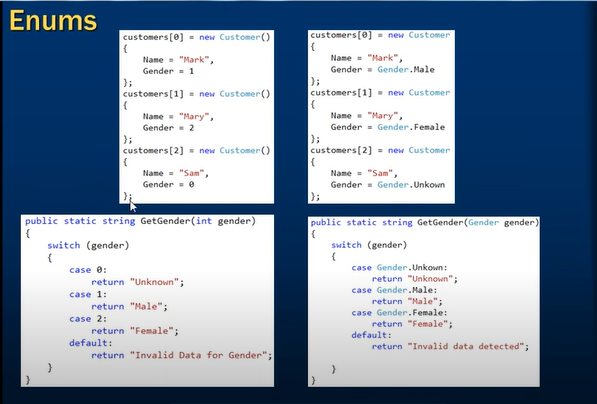 Enums
customers[0] = new Customer()
{
Name = "Mark",
Gender = 1
};
customers[1] = new Customer()
{
Name = "Mary",
Gender = 2
};
customers[2] = new Customer()
{
Name = "Sam",
Gender = 0
};
customers[0] = new Customer
{
Name = "Mark",
Gender = Gender.Male
};
customers[1] = new Customer
{
Name = "Mary",
Gender = Gender.Female
};
customers[2] = new Customer
{
Name = "Sam",
Gender = Gender.Unkown
};
public static string GetGender(int gender)
{
switch (gender)
{
case 0:
return "Unknown";
case 1:
return "Male";
case 2:
return "Female";
default:
return "Invalid Data for Gender";
}
}
public static string GetGender(Gender gender)
{
switch (gender)
{
case Gender.Unkown:
return "Unknown";
case Gender.Male:
return "Male";
case Gender.Female:
return "Female";
default:
return "Invalid data detected";
}
}